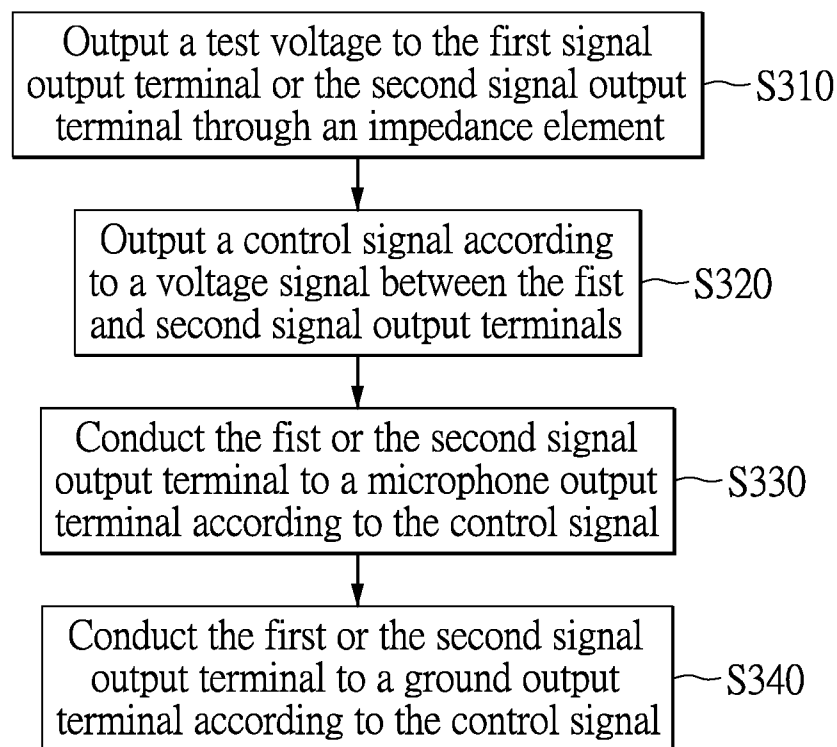 Output a test voltage to the first signal
output terminal or the second signal output
terminal through an impedance element
S310
Output a control signal according
to a voltage signal between the fist
and second signal output terminals
S320
Conduct the fist or the second signal
output terminal to a microphone output
terminal according to the control signal
S330
Conduct the first or the second signal
output terminal to a ground output
terminal according to the control signal
S340